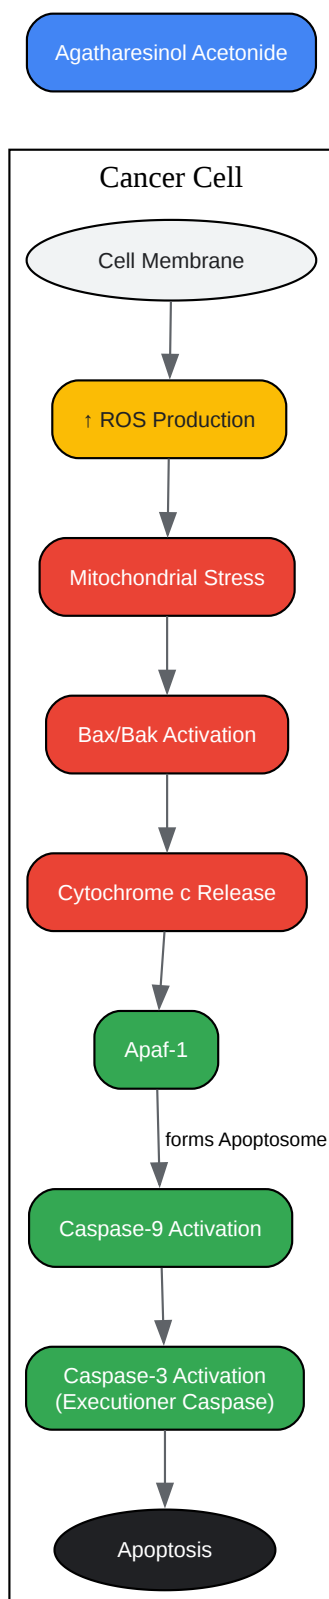 Agatharesinol Acetonide
Cancer Cell
Cell Membrane
↑ ROS Production
Mitochondrial Stress
Bax/Bak Activation
Cytochrome c Release
Apaf-1
forms Apoptosome
Caspase-9 Activation
Caspase-3 Activation
(Executioner Caspase)
Apoptosis